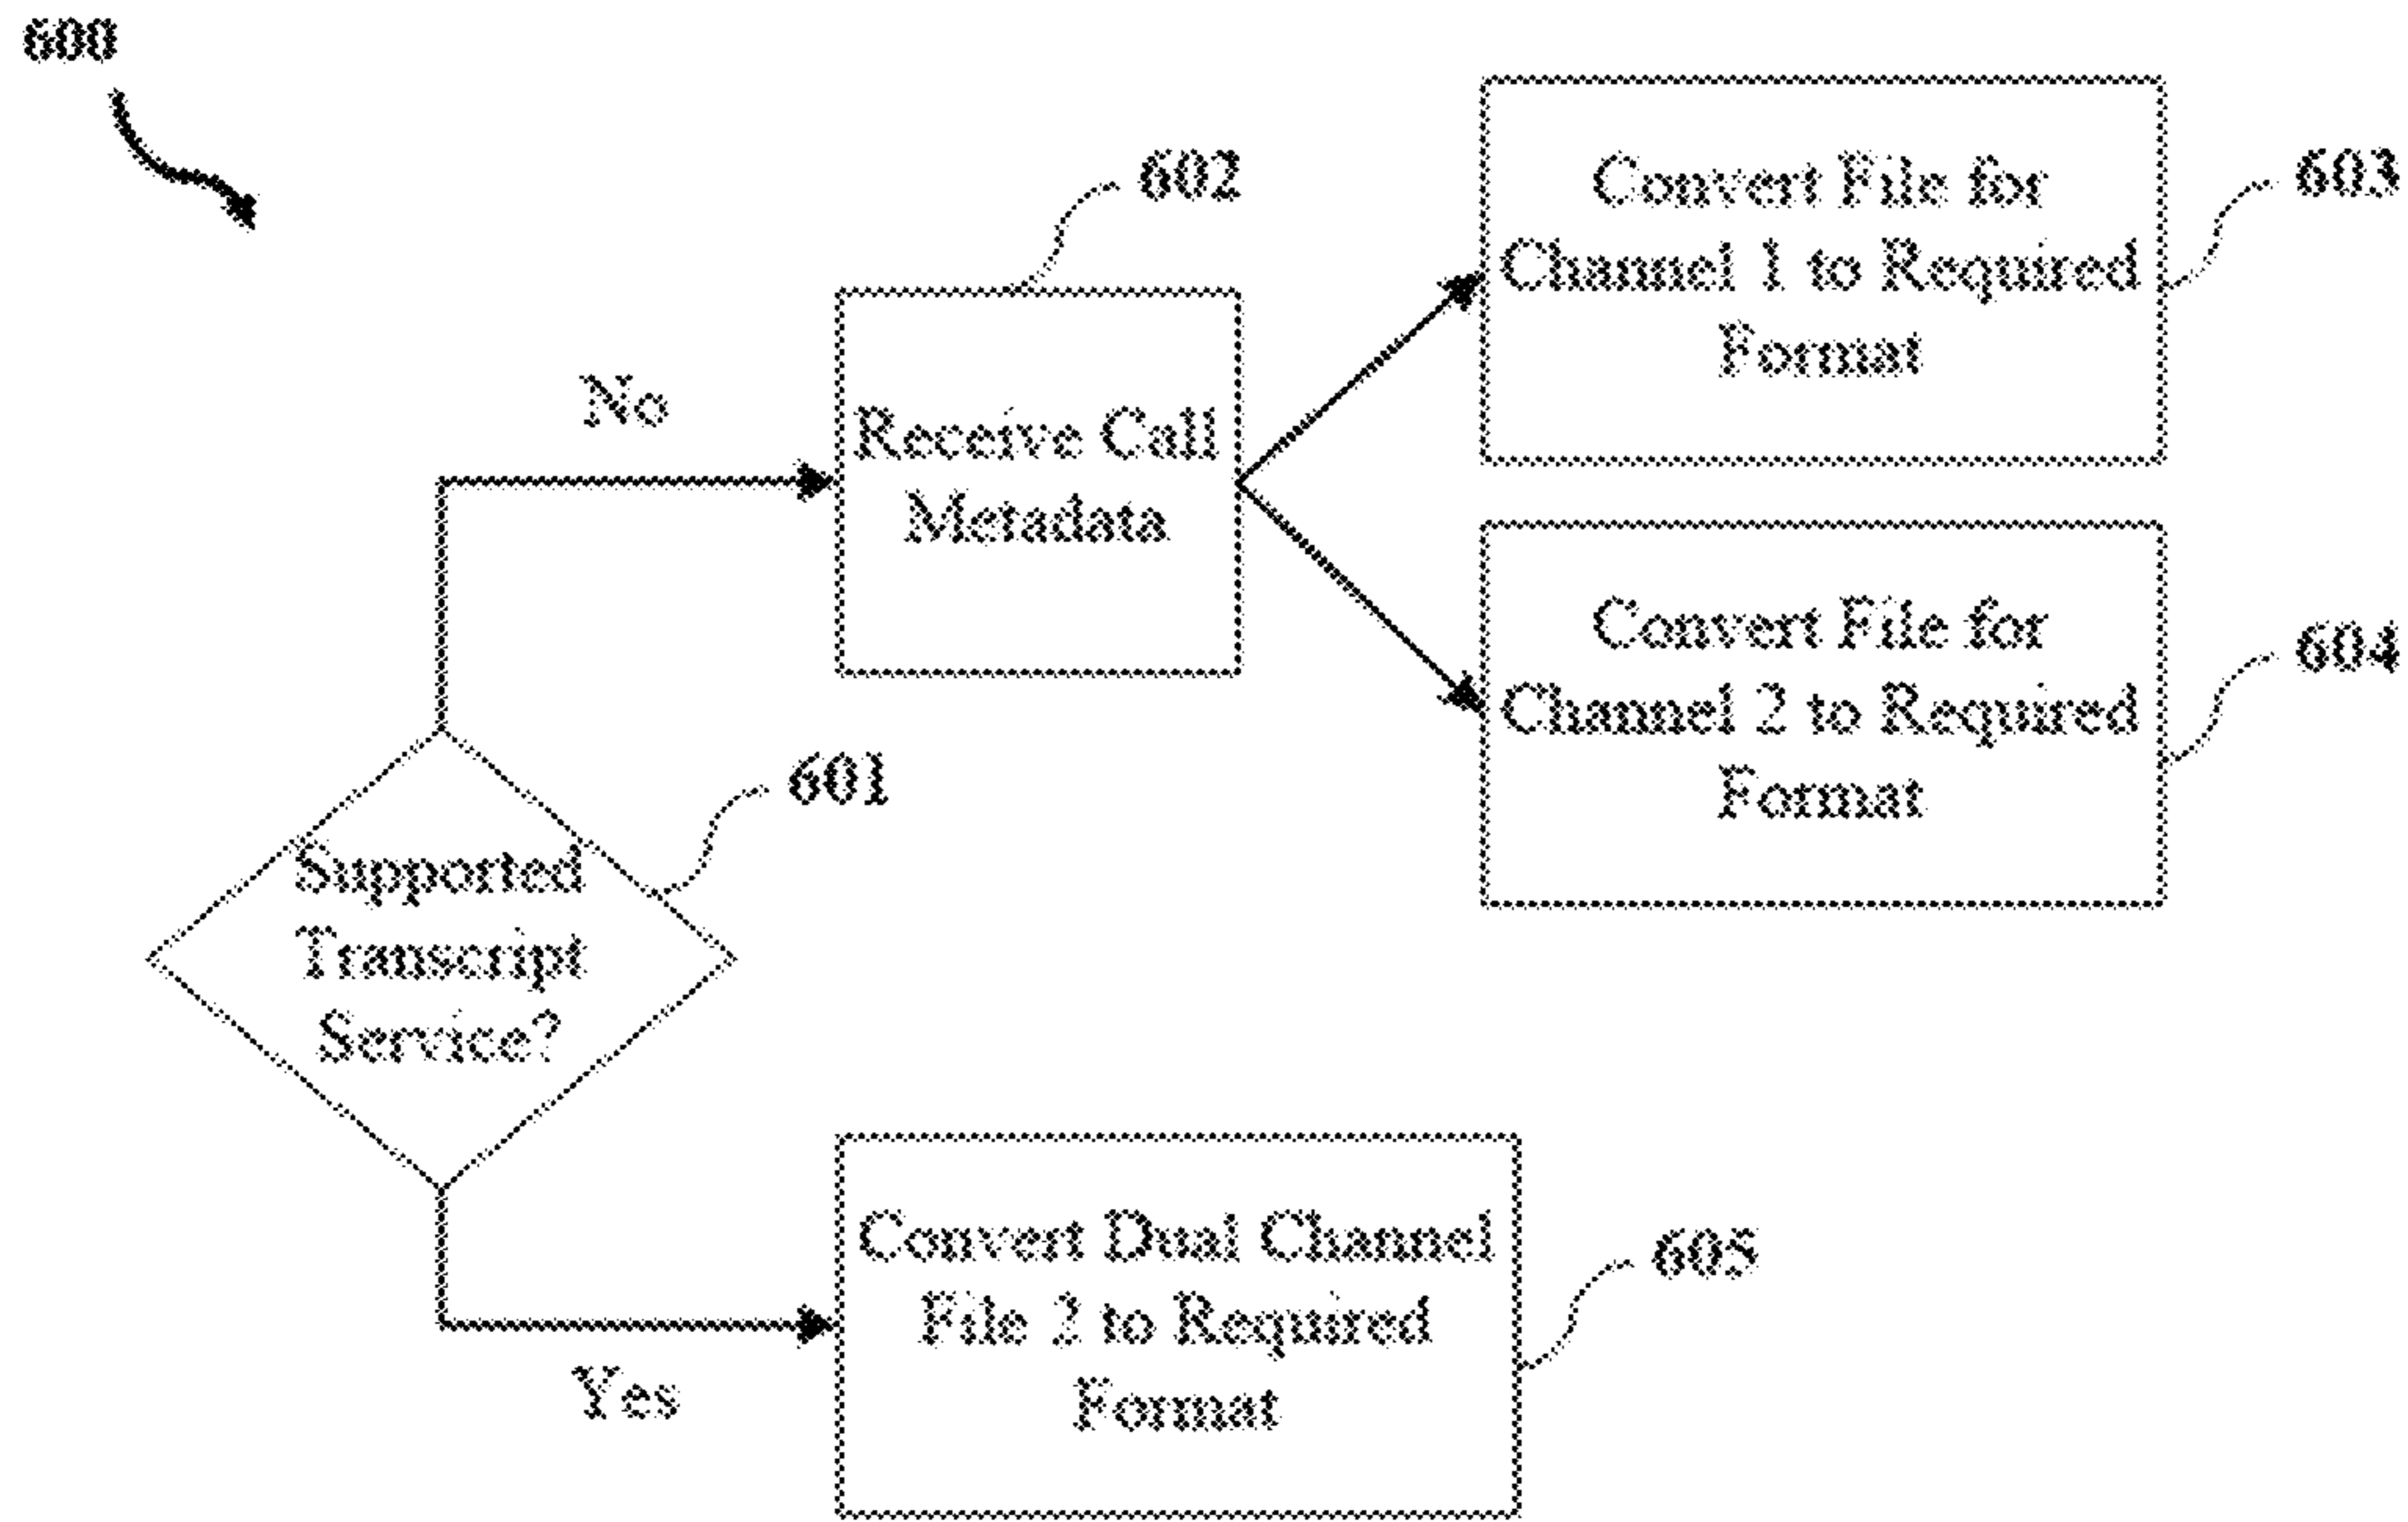 600
602
603
Convert File for
Channel 1 to Required
Format
No
Receive Call
Metadata
604
Convert File for
Channel 2 to Required
Format
601
Supported
Transcript
Service?
605
Convert Dual Channel
File 2 to Required
Format
Yes